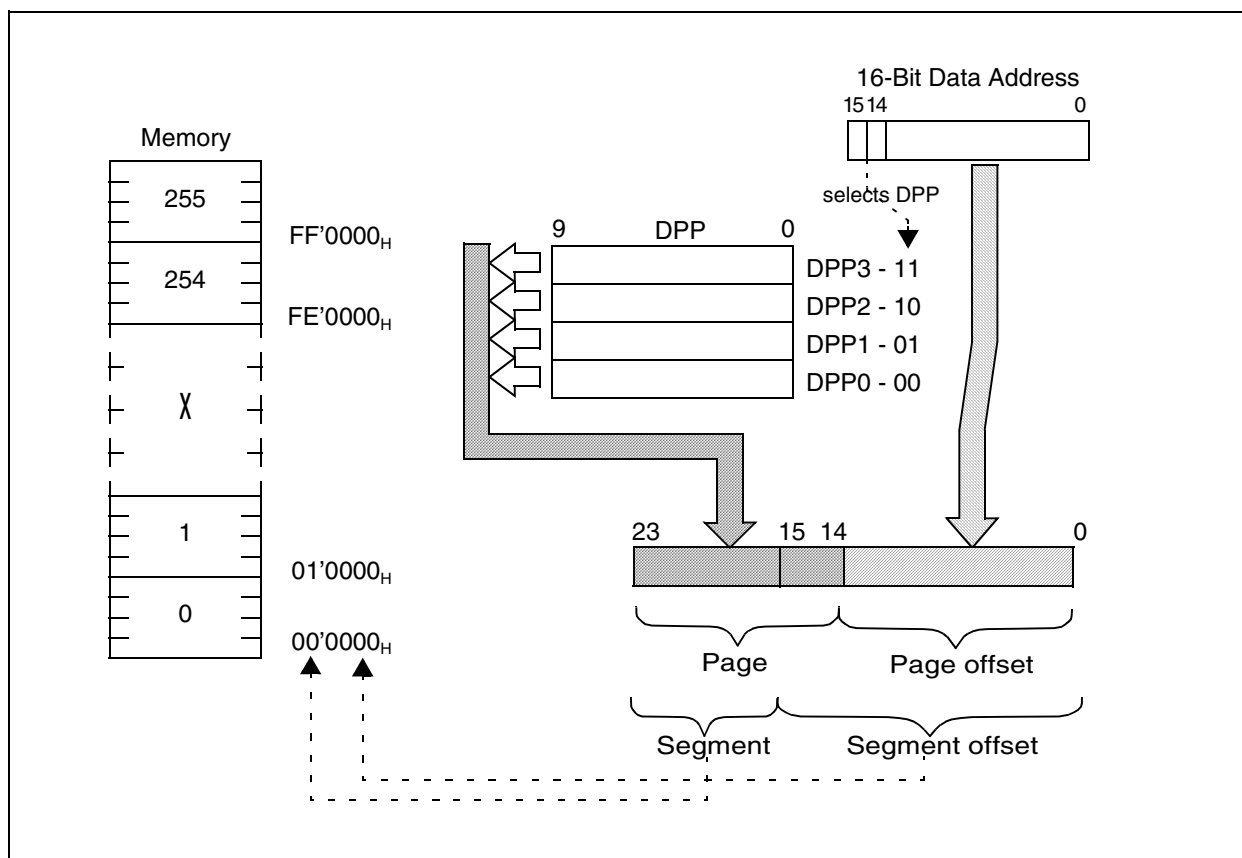 16-Bit Data Address
15 14 0
Memory
255
selects DPP
FF'0000H
9 DPP 0
DPP3 - 11
254
DPP2 - 10
FE'0000H
DPP1 - 01
DPP0 - 00
1
23 15 14 0
01'0000H
0
00'0000H
Page Page offset
Segment Segment offset